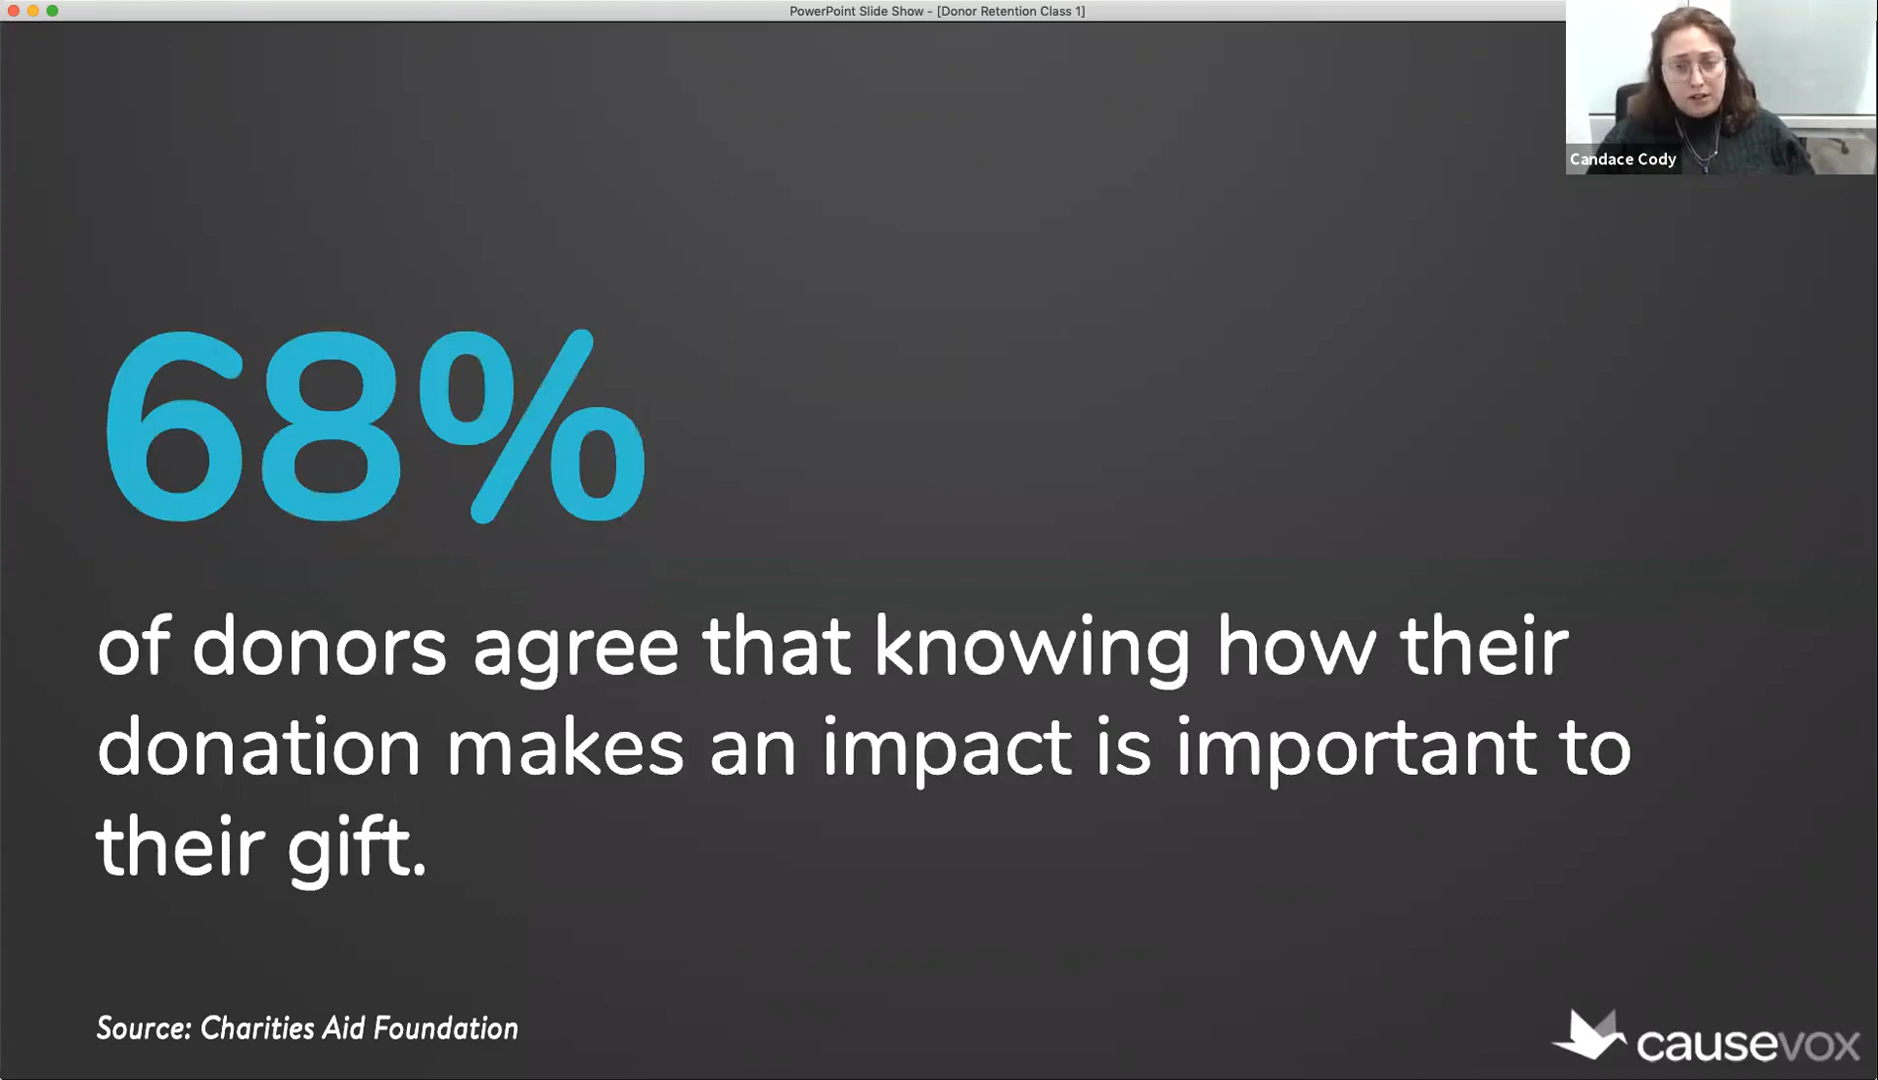 PowerPoint Slide Show - [Donor Retention Class 1]
Candace Cody
68%
of donors agree that knowing how their
donation makes an impact is important to
their gift.
Source: Charities Aid Foundation
causevox